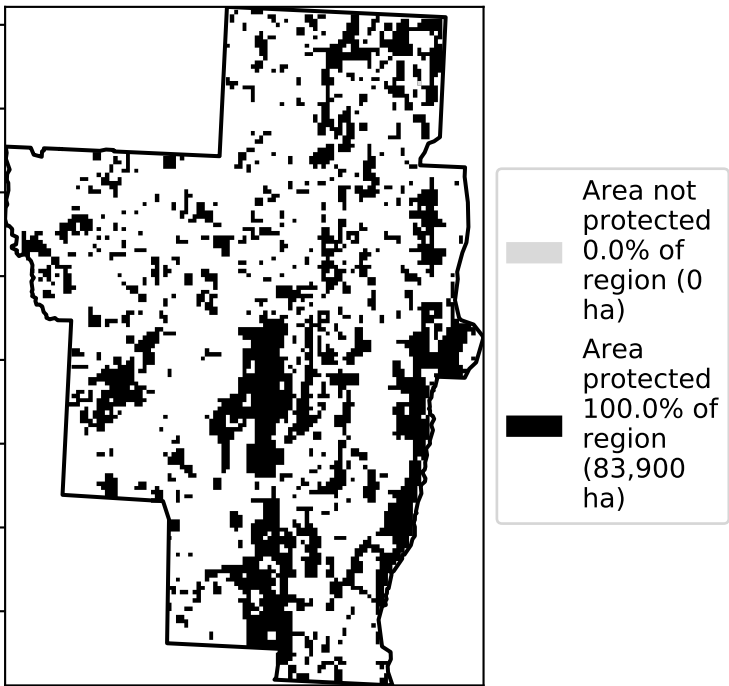 Area not
protected
0.0% of
region (0
ha)
Area
protected
100.0% of
region
(83,900
ha)